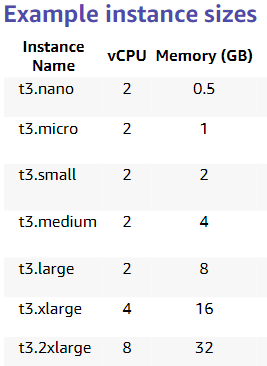 Example instance sizes
Instance Name vCPU Memory (GB)
t3.nano 2 0.5
t3.micro 2 1
t3.small 2 2
t3.medium 2 4
t3.large 2 8
t3.xlarge 4 16
t3.2xlarge 8 32